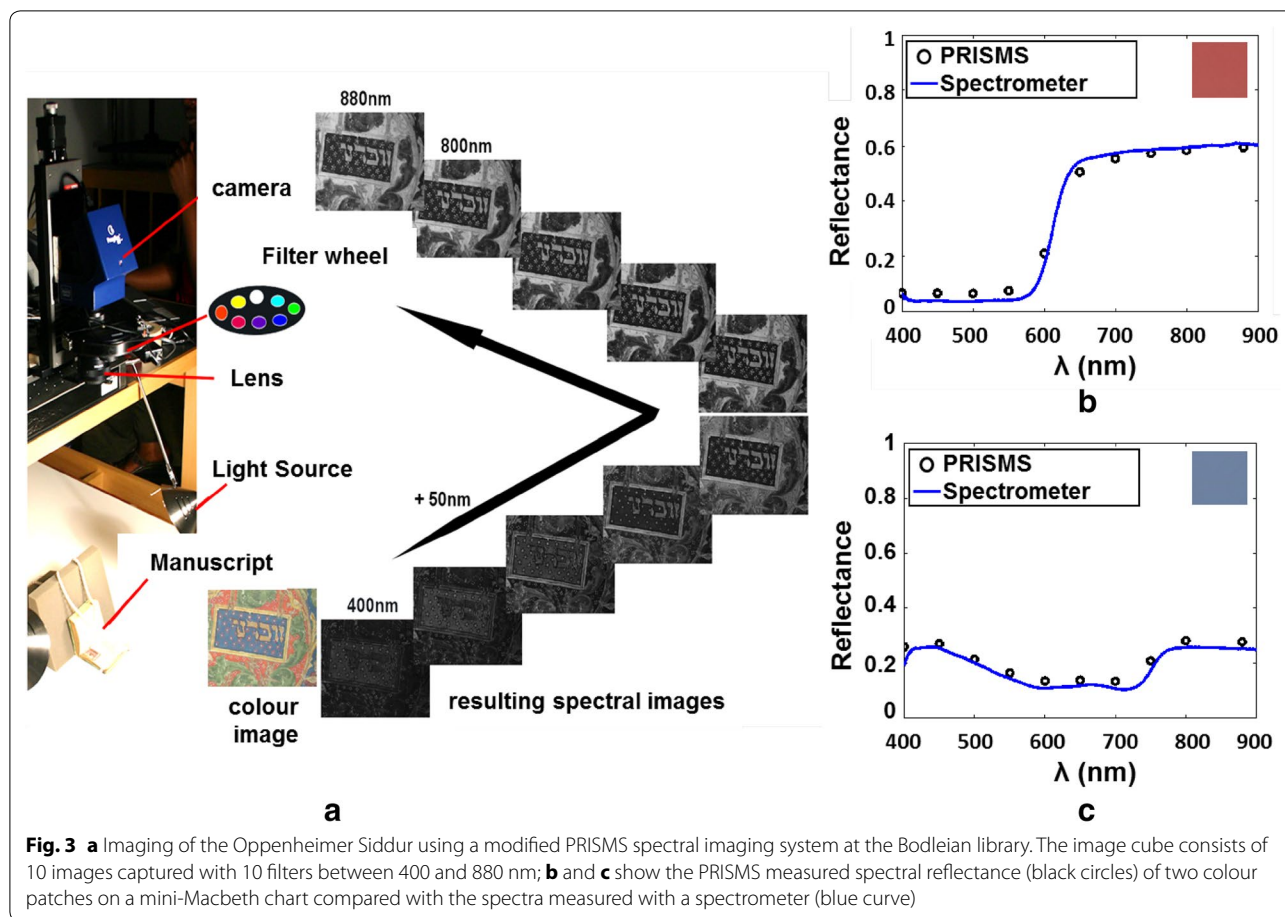 880nm
800nm
camera
Filter wheel
Lens
Light Source
+ 50nm
Manuscript
400nm
colour
image
resulting spectral images
a
1
0.8
0.6
0.4
0.2
0
Reflectance
PRISMS
Spectrometer
400 500 600 700 800 900
λ (nm)
b
1
0.8
0.6
0.4
0.2
0
Reflectance
PRISMS
Spectrometer
400 500 600 700 800 900
λ (nm)
c
Fig. 3 a Imaging of the Oppenheimer Siddur using a modified PRISMS spectral imaging system at the Bodleian library. The image cube consists of
10 images captured with 10 filters between 400 and 880 nm; b and c show the PRISMS measured spectral reflectance (black circles) of two colour
patches on a mini-Macbeth chart compared with the spectra measured with a spectrometer (blue curve)